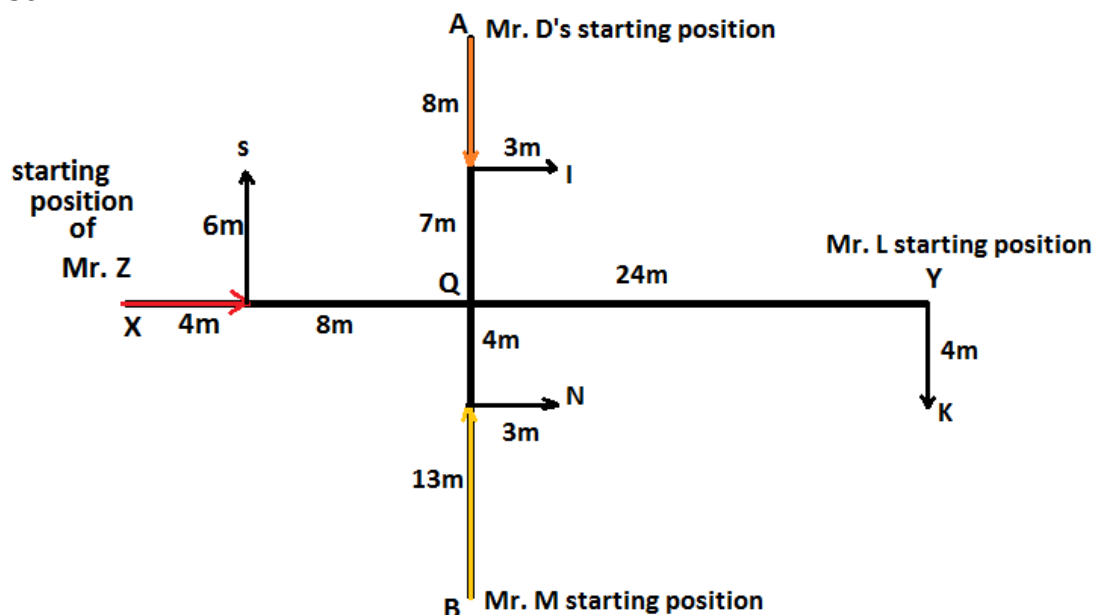 A Mr. D's starting position
8m
3m
s
I
starting
position
of
Mr. Z
6m
7m
Mr. L starting position
Q
24m
Y
X
4m
8m
4m
4m
N
K
3m
13m
B Mr. M starting position